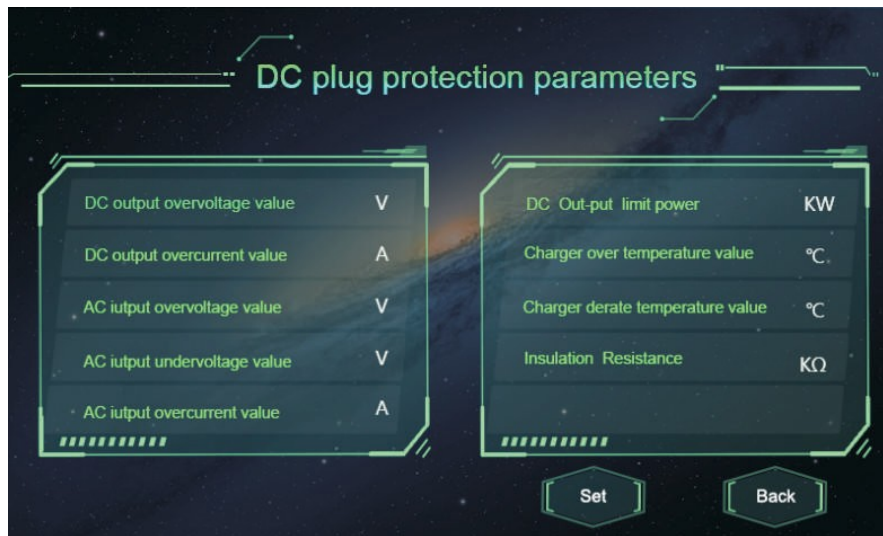 DC plug protection parameters
DC output overvoltage value V
DC output overcurrent value A
AC iutput overvoltage value V
AC iutput undervoltage value V
AC iutput overcurrent value A
DC Out-put limit power KW
Charger over temperature value ℃
Charger derate temperature value ℃
Insulation Resistance KΩ
Set
Back